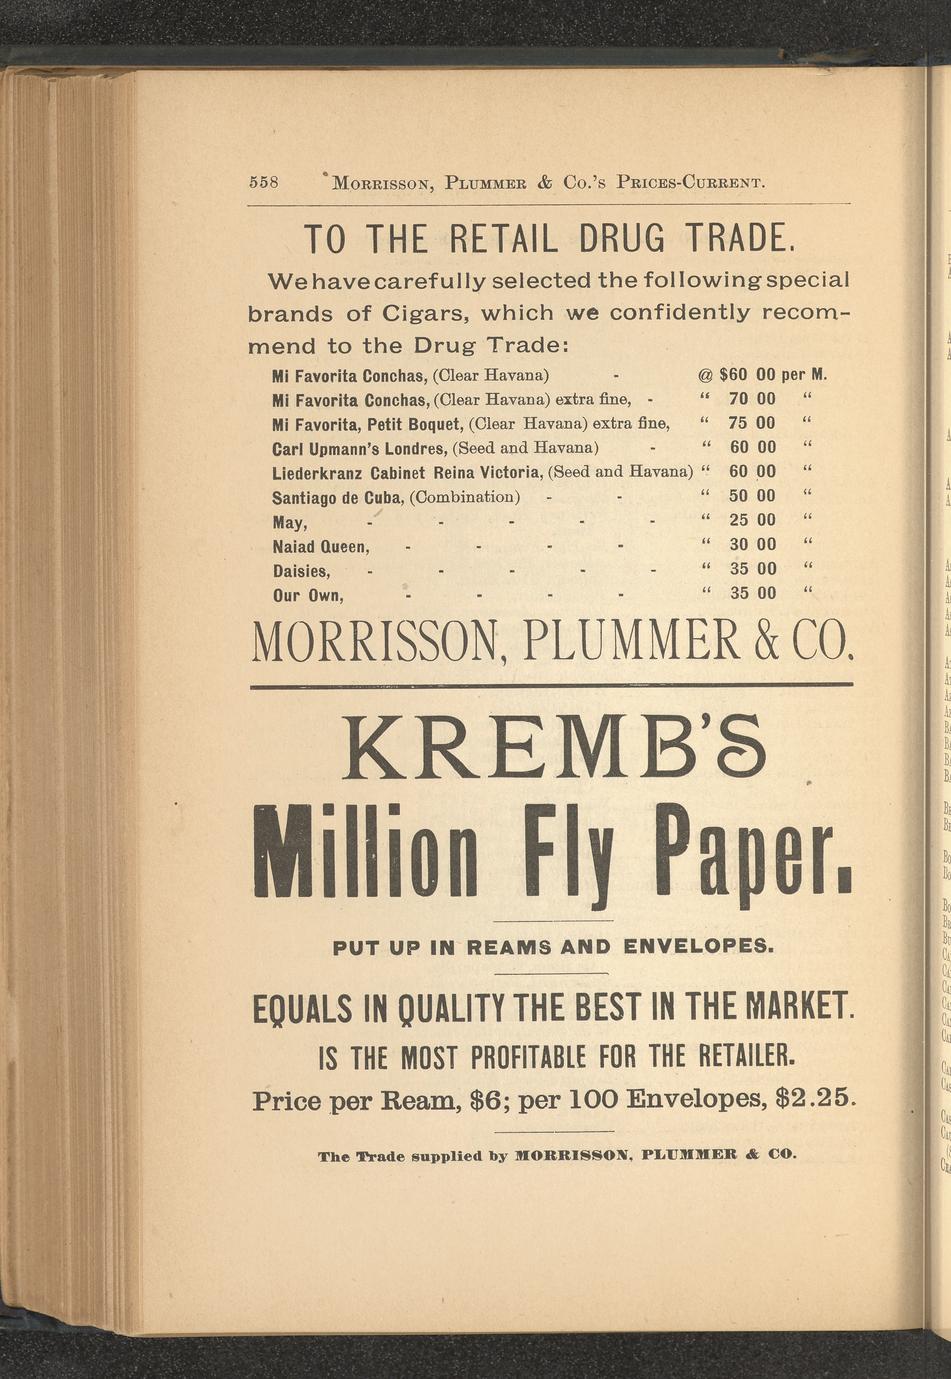 558 Morrisson, Plummer & Co.'s Prices-Current.
TO THE RETAIL DRUG TRADE.
We have carefully selected the following special
brands of Cigars, which we confidently recom-
mend to the Drug Trade:
Mi Favorita Conchas, (Clear Havana) - @ $60 00 per M.
Mi Favorita Conchas, (Clear Havana) extra fine, - " 70 00 "
Mi Favorita, Petit Boquet, (Clear Havana) extra fine, " 75 00 "
Carl Upmann's Londres, (Seed and Havana) - " 60 00 "
Liederkranz Cabinet Reina Victoria, (Seed and Havana) " 60 00 "
Santiago de Cuba, (Combination) - - " 50 00 "
May, - - - - - " 25 00 "
Naiad Queen, - - - - " 30 00 "
Daisies, - - - - - " 35 00 "
Our Own, - - - - " 35 00 "
MORRISSON, PLUMMER & CO.
KREMB'S
Million Fly Paper.
PUT UP IN REAMS AND ENVELOPES.
EQUALS IN QUALITY THE BEST IN THE MARKET.
IS THE MOST PROFITABLE FOR THE RETAILER.
Price per Ream, $6; per 100 Envelopes, $2.25.
The Trade supplied by MORRISSON, PLUMMER & CO.